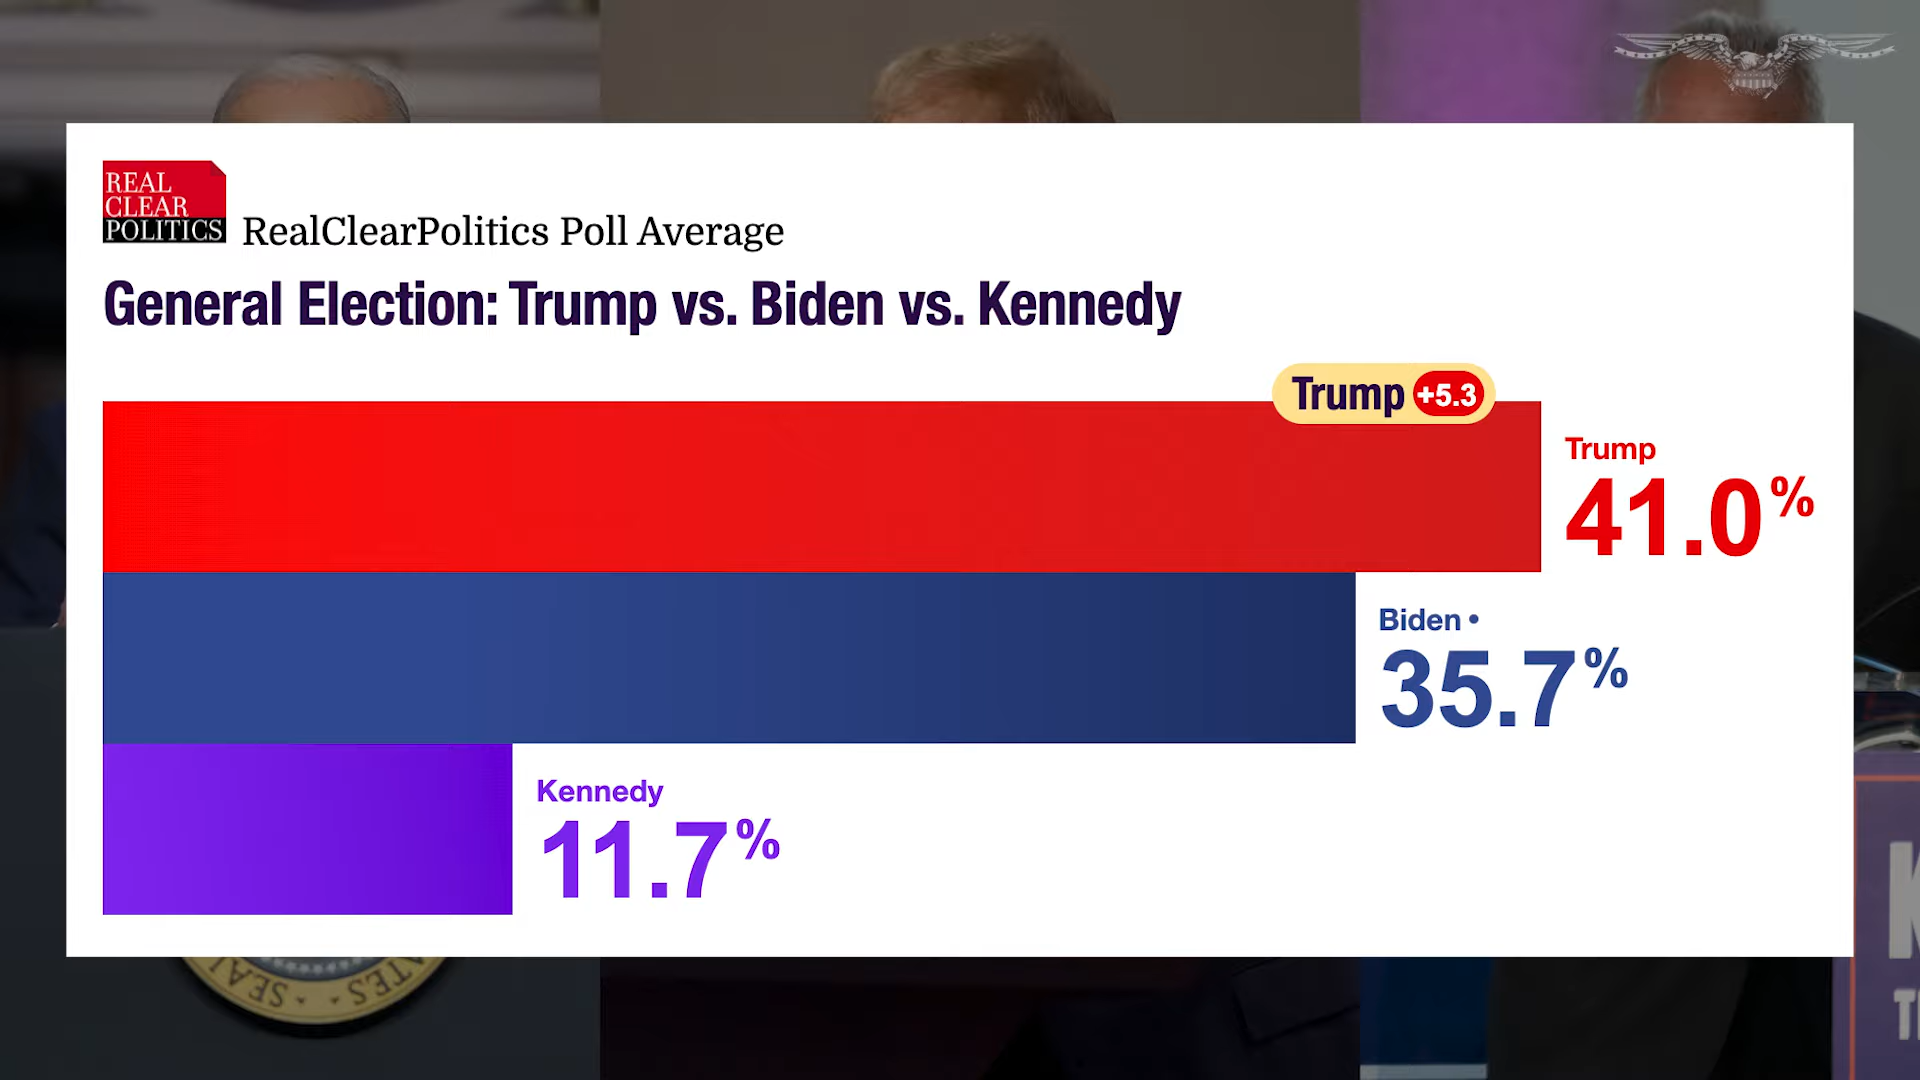 REAL
CLEAR
POLITICS
RealClearPolitics Poll Average
General Election: Trump vs. Biden vs. Kennedy
Trump +5.3
Trump
41.0%
Biden •
35.7%
Kennedy
11.7%
SEAL